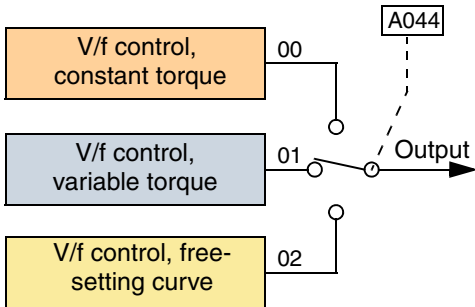 A044
V/f control,
constant torque
00
V/f control,
variable torque
01
Output
V/f control, free-
setting curve
02